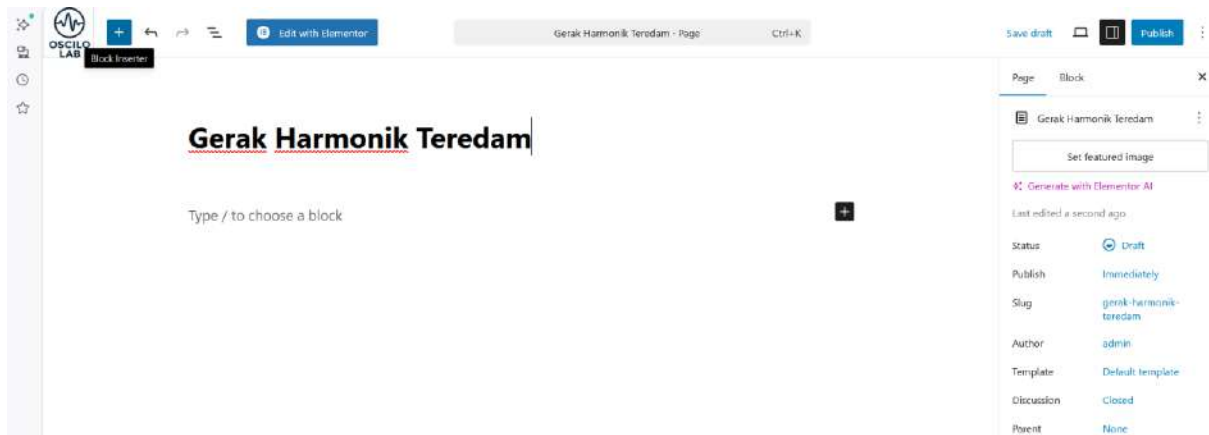 OSCILO
LAB
Edit with Elementor
Gerak Harmonik Teredam - Page
Ctrl+K
Save draft
Publish
Block Inserter
Page
Block
Gerak Harmonik Teredam
Type / to choose a block
Gerak Harmonik Teredam
Set featured image
Generate with Elementor AI
Last edited a second ago
Status Draft
Publish Immediately
Slug gerak-harmonik-
teredam
Author admin
Template Default template
Discussion Closed
Parent None